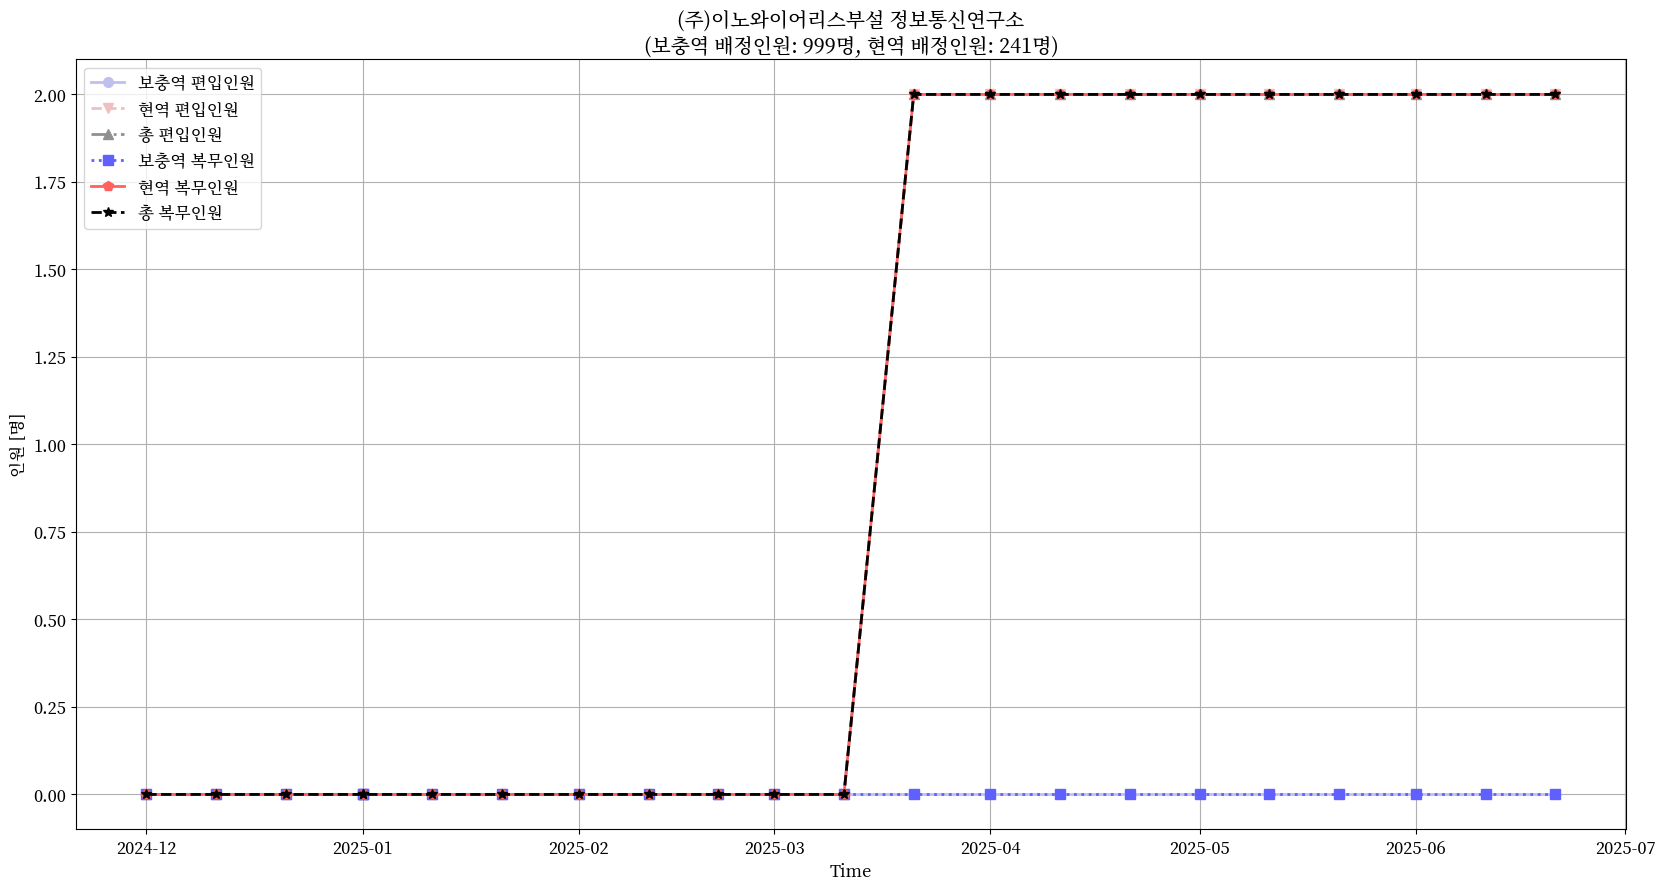 (주)이노와이어리스부설 정보통신연구소
(보충역 배정인원: 999명, 현역 배정인원: 241명)
보충역 편입인원
현역 편입인원
총 편입인원
보충역 복무인원
현역 복무인원
총 복무인원
인원 [명]
2.00
1.75
1.50
1.25
1.00
0.75
0.50
0.25
0.00
2024-12
2025-01
2025-02
2025-03
2025-04
2025-05
2025-06
2025-07
Time